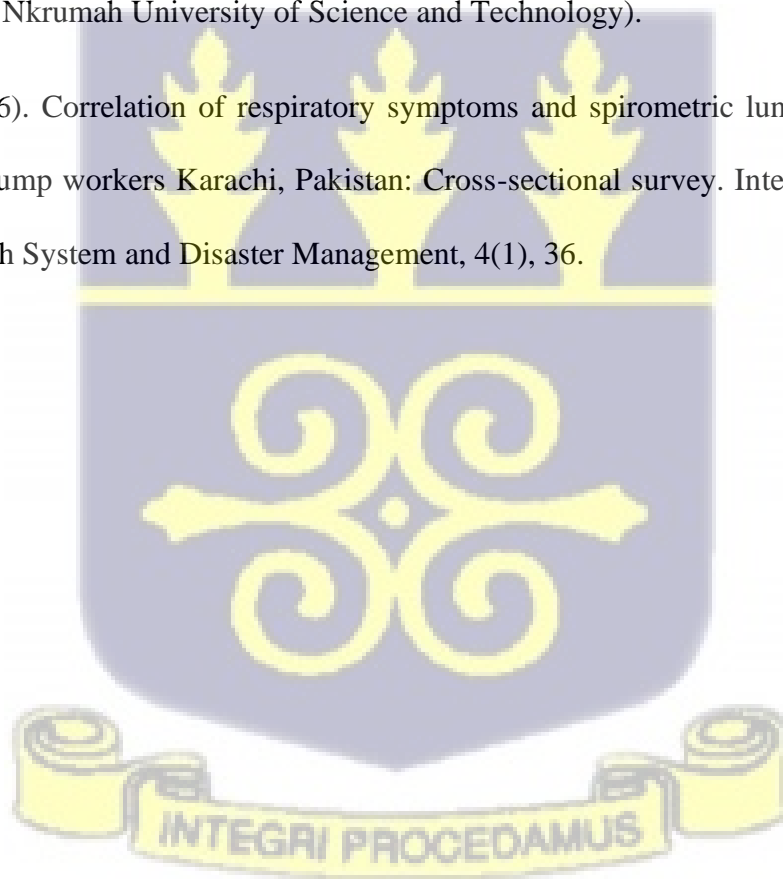 Nkrumah University of Science and Technology).
6). Correlation of respiratory symptoms and spirometric lun
ump workers Karachi, Pakistan: Cross-sectional survey. Inte
h System and Disaster Management, 4(1), 36.
INTEGRI PROCEDAMUS